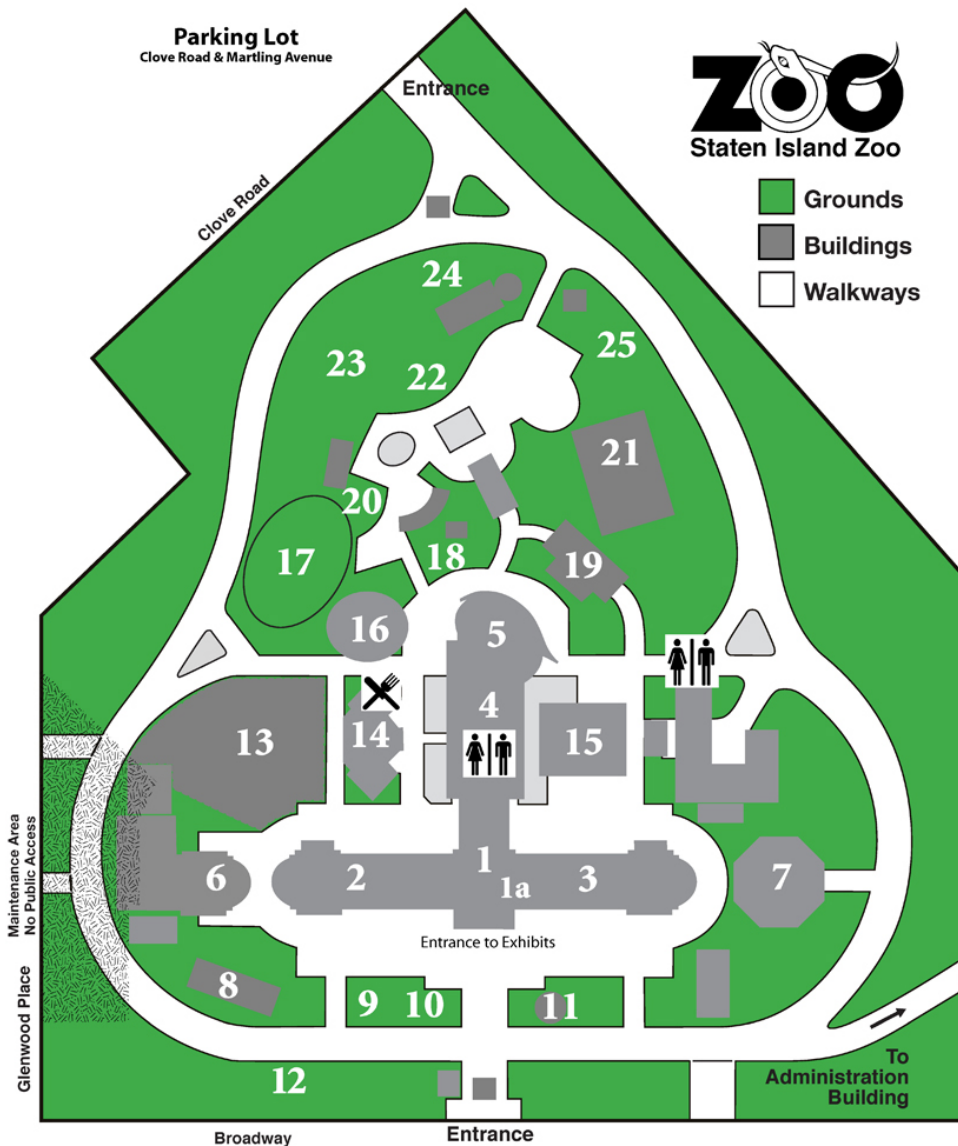 Parking Lot
Clove Road & Martling Avenue
Entrance
ZOO
Staten Island Zoo
Grounds
Buildings
Walkways
Clove Road
24
25
23
22
21
20
17
18
19
16
5
4
13
14
15
1
1a
2
3
6
7
Entrance to Exhibits
8
9
10
11
12
Maintenance Area
No Public Access
Glenwood Place
To
Administration
Building
Broadway
Entrance